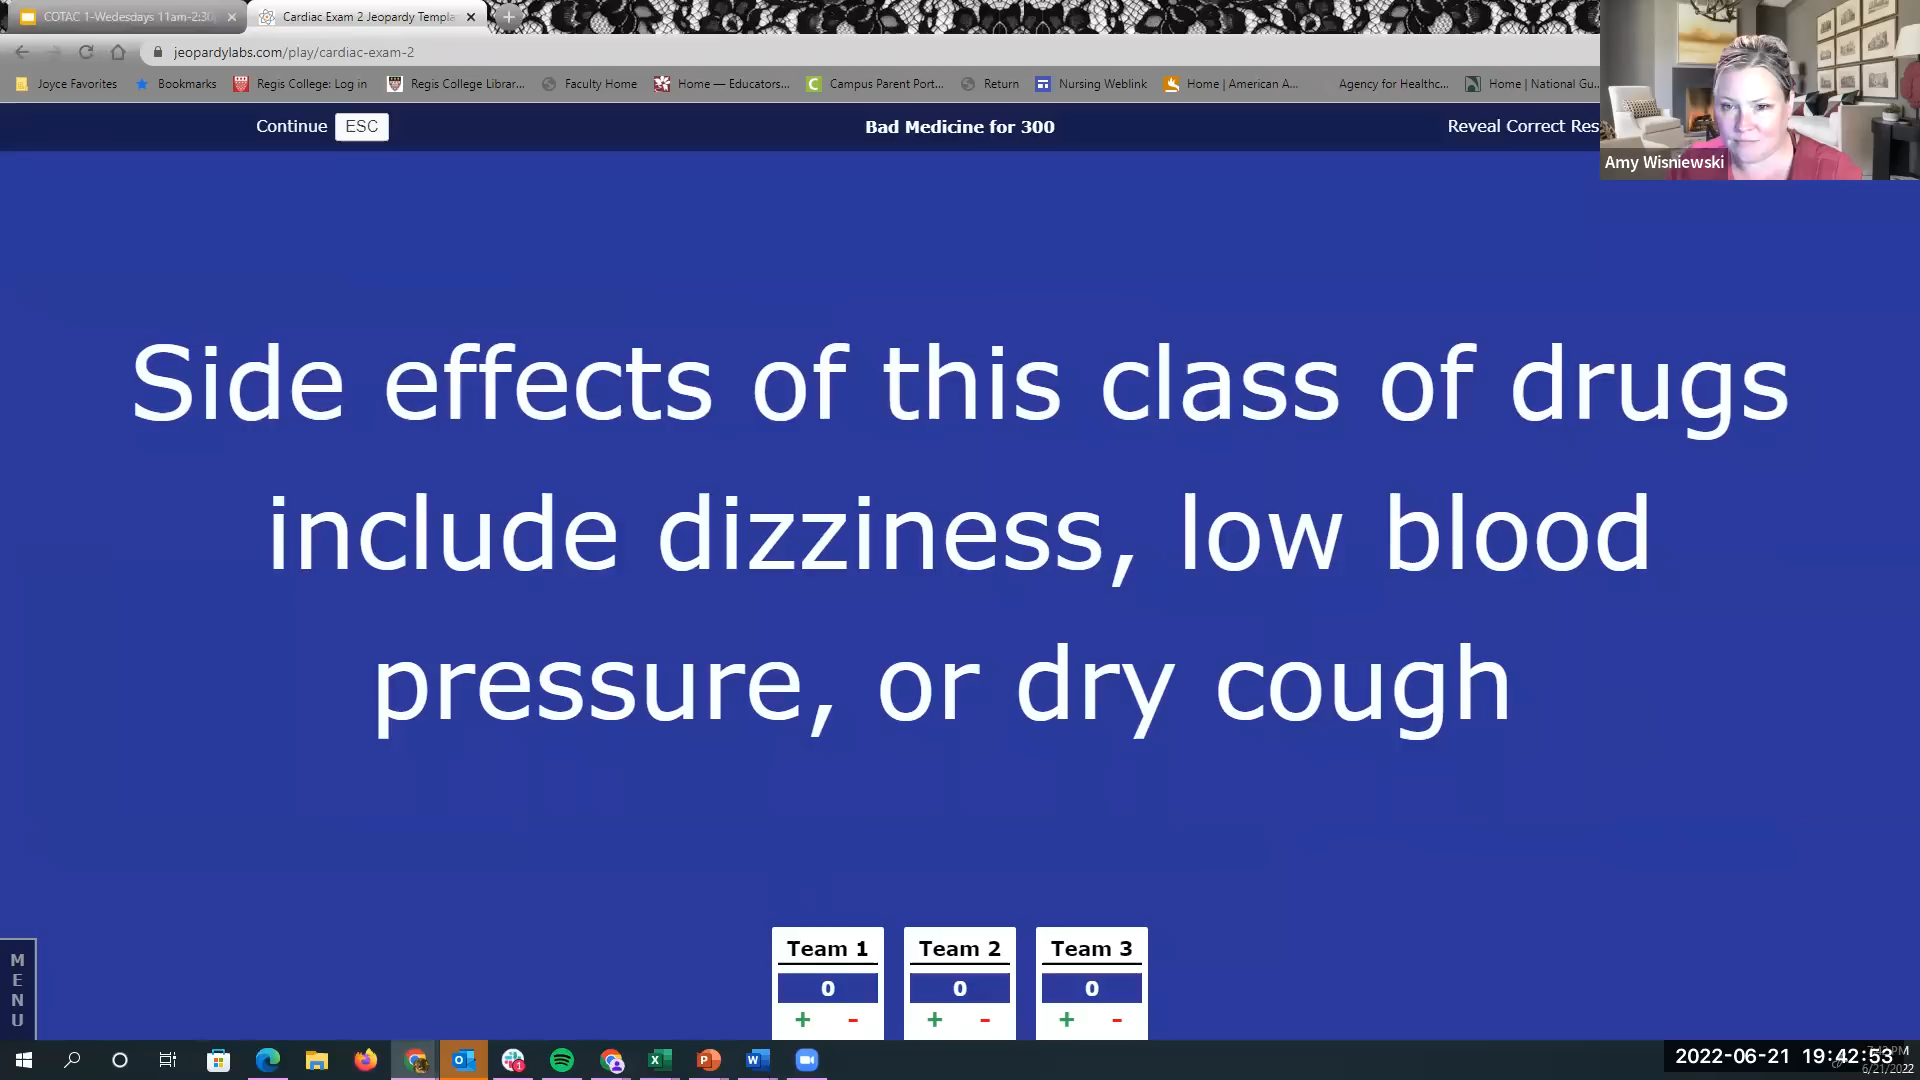 COTAC 1-Wedesdays 11am-2:30
Cardiac Exam 2 Jeopardy Templa
jeopardylabs.com/play/cardiac-exam-2
Joyce Favorites
Bookmarks
Regis College: Log in
Regis College Librar...
Faculty Home
Home — Educators...
Campus Parent Port...
Return
Nursing Weblink
Home | American A...
Agency for Healthc...
Home | National Gu...
Continue ESC
Bad Medicine for 300
Reveal Correct Res
Amy Wisniewski
Side effects of this class of drugs
include dizziness, low blood
pressure, or dry cough
MENU
Team 1 Team 2 Team 3
0 0 0
+ - + - + -
2022-06-21 19:42:53
6/21/2022